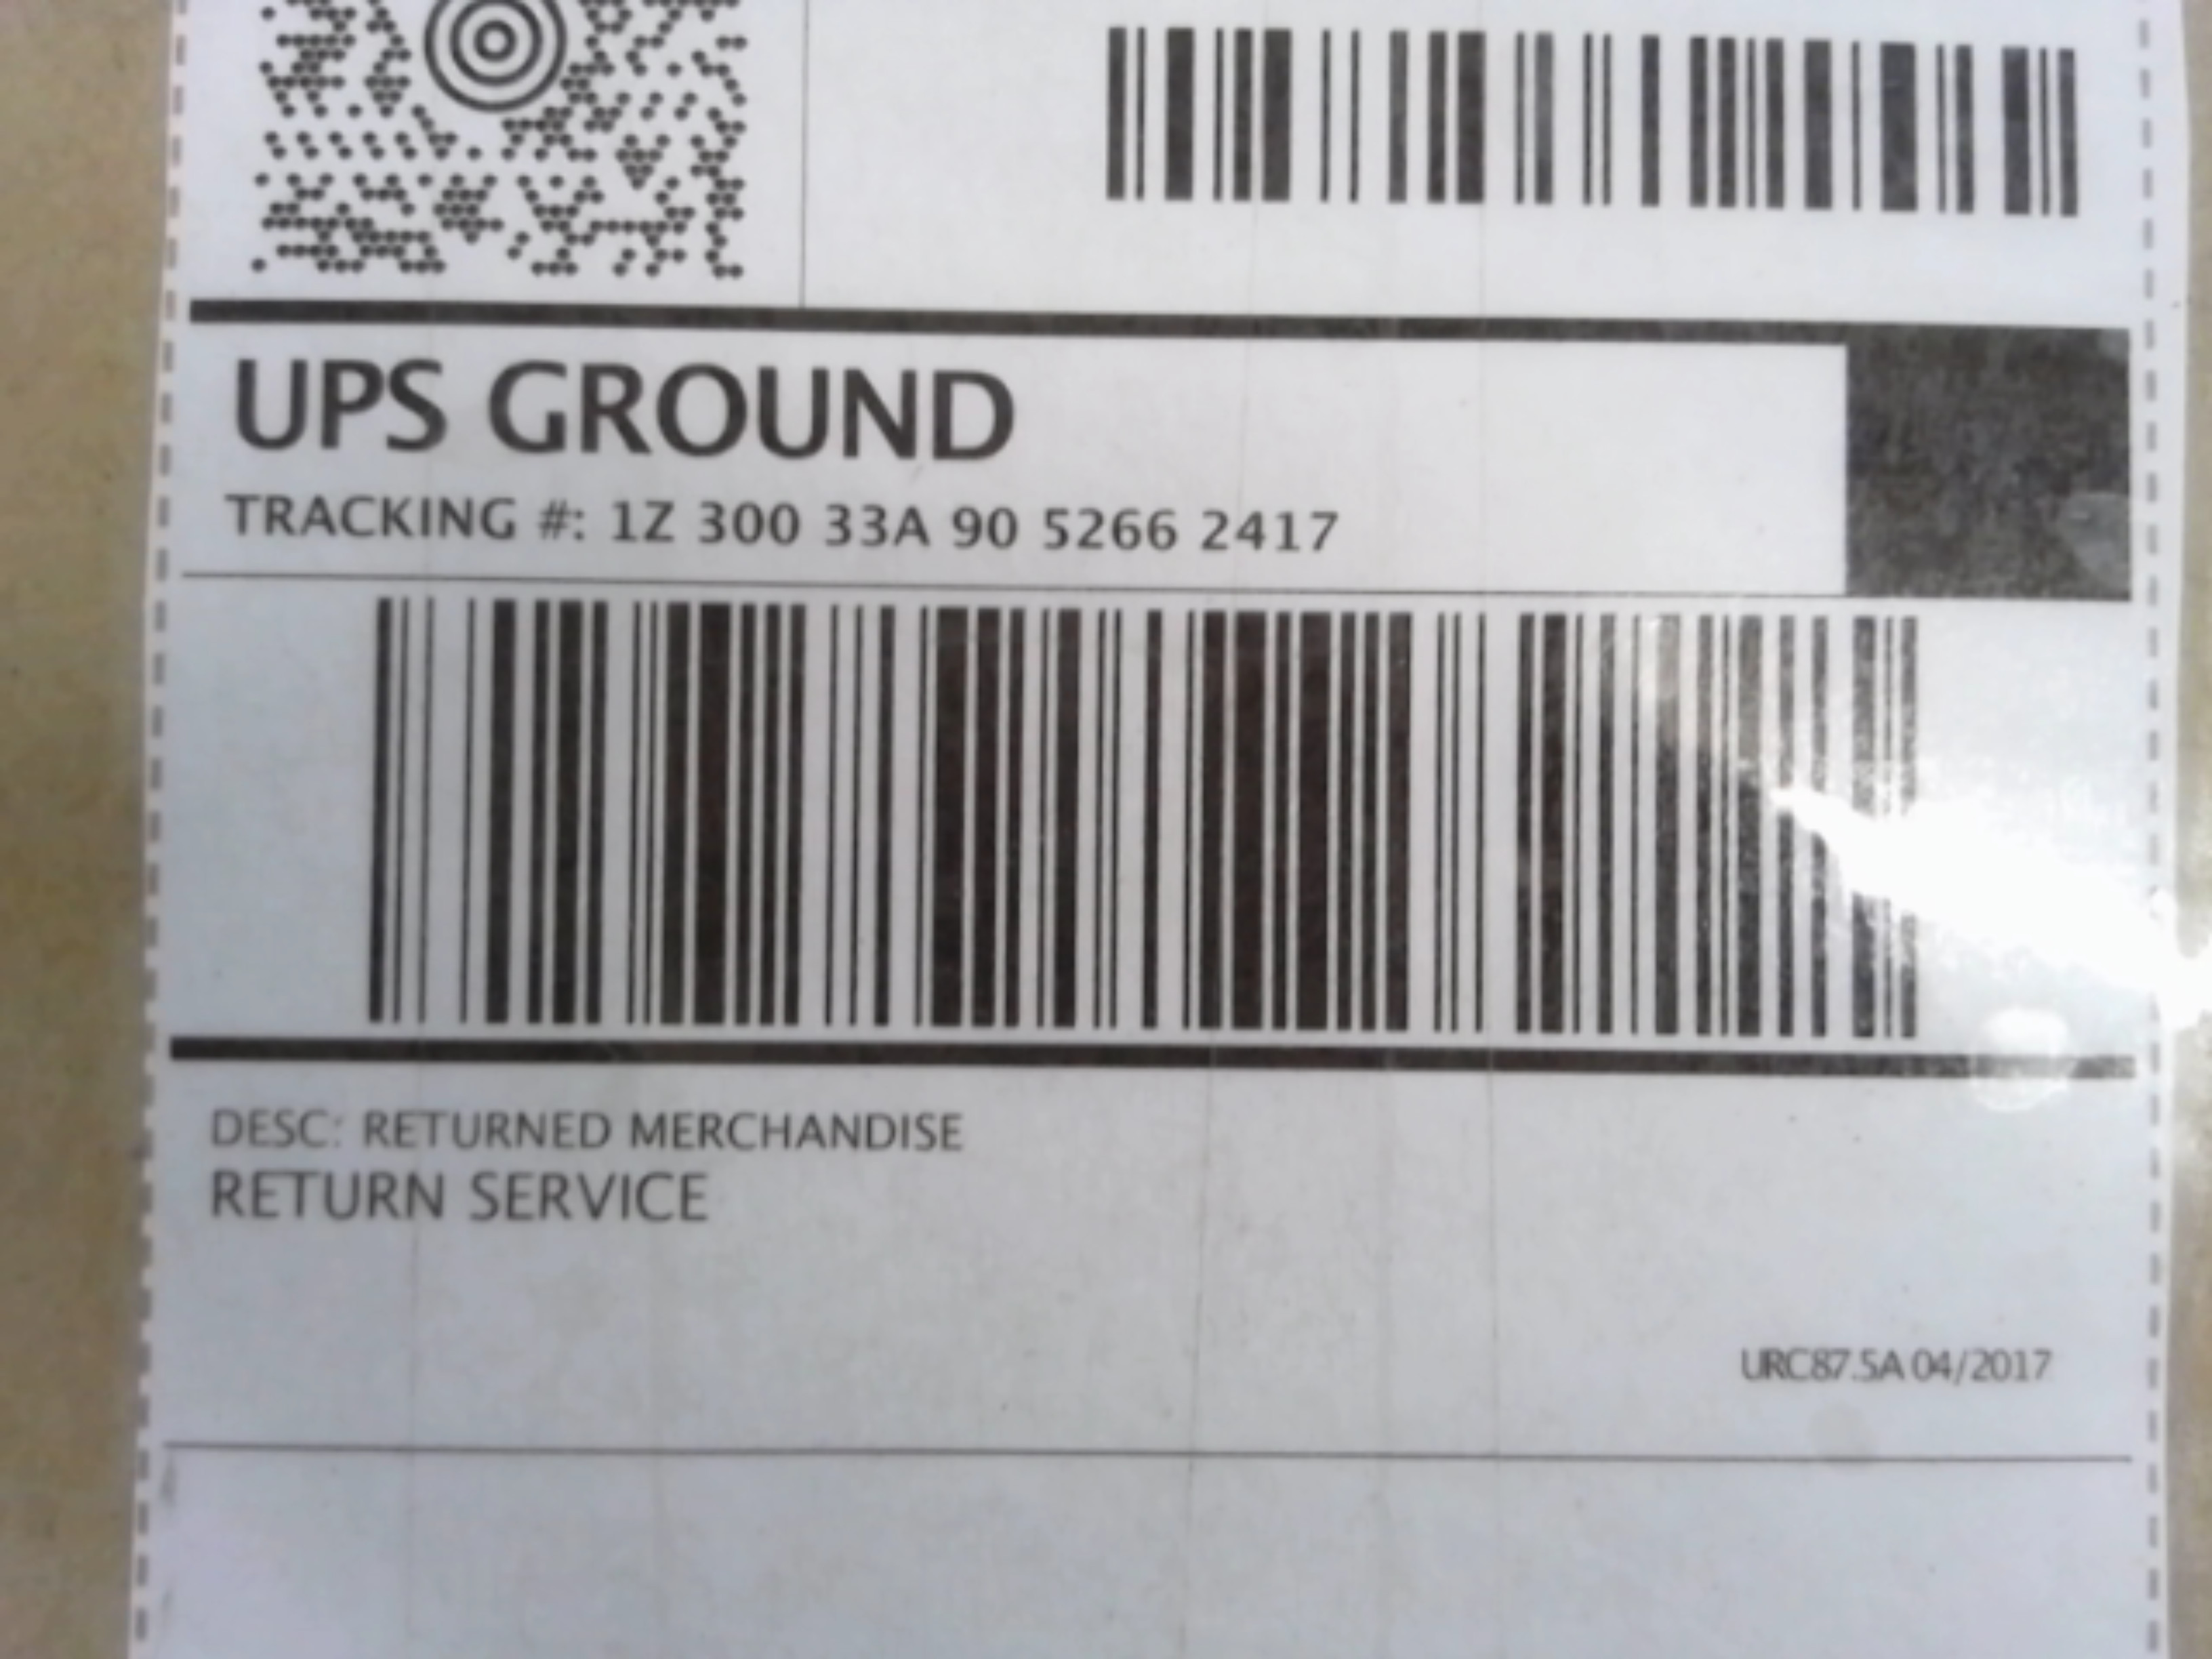 UPS GROUND
TRACKING #: 1Z 300 33A 90 5266 2417
DESC: RETURNED MERCHANDISE
RETURN SERVICE
URC87.5A 04/2017